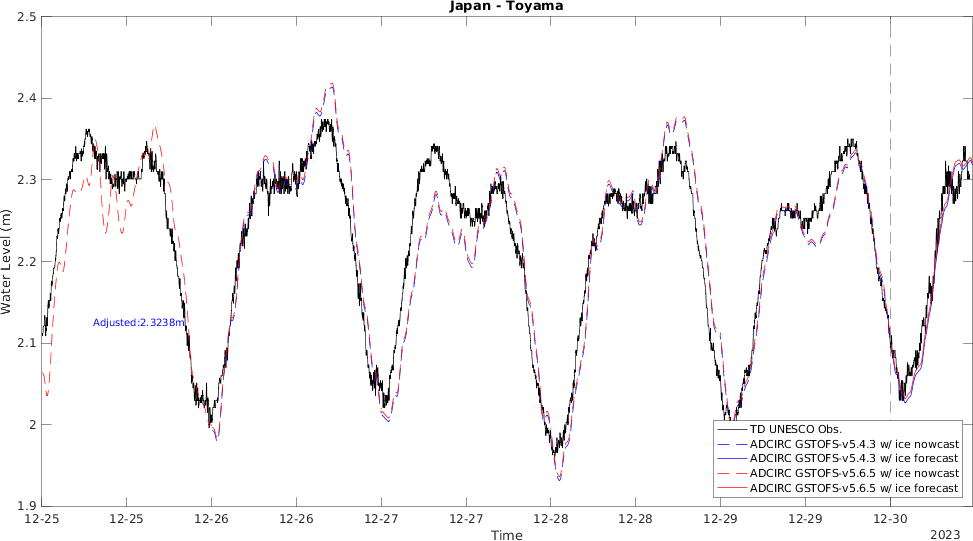 Japan - Toyama
2.5
2.4
2.3
2.2
2.1
2
1.9
Water Level (m)
Adjusted:2.3238m
TD UNESCO Obs.
ADCIRC GSTOFS-v5.4.3 w/ ice nowcast
ADCIRC GSTOFS-v5.4.3 w/ ice forecast
ADCIRC GSTOFS-v5.6.5 w/ ice nowcast
ADCIRC GSTOFS-v5.6.5 w/ ice forecast
12-25 12-25 12-26 12-26 12-27 12-27 12-28 12-28 12-29 12-29 12-30
Time
2023